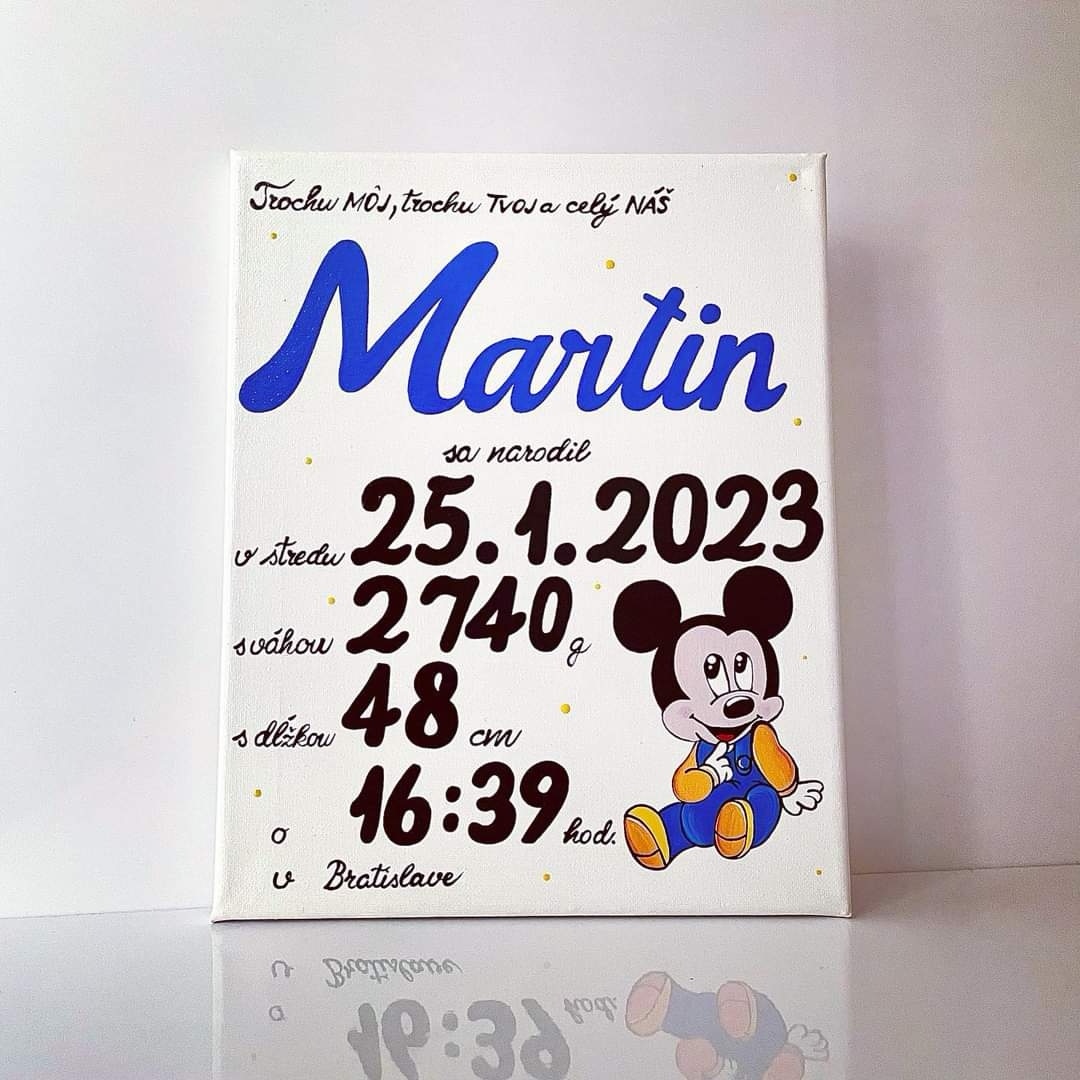 Trochu MÔJ, trochu TVOJ a celý NÁŠ
Martin
sa narodil
v stredu 25.1.2023
s váhou 2740 g
s dĺžkou 48 cm
o 16:39 hod.
v Bratislave